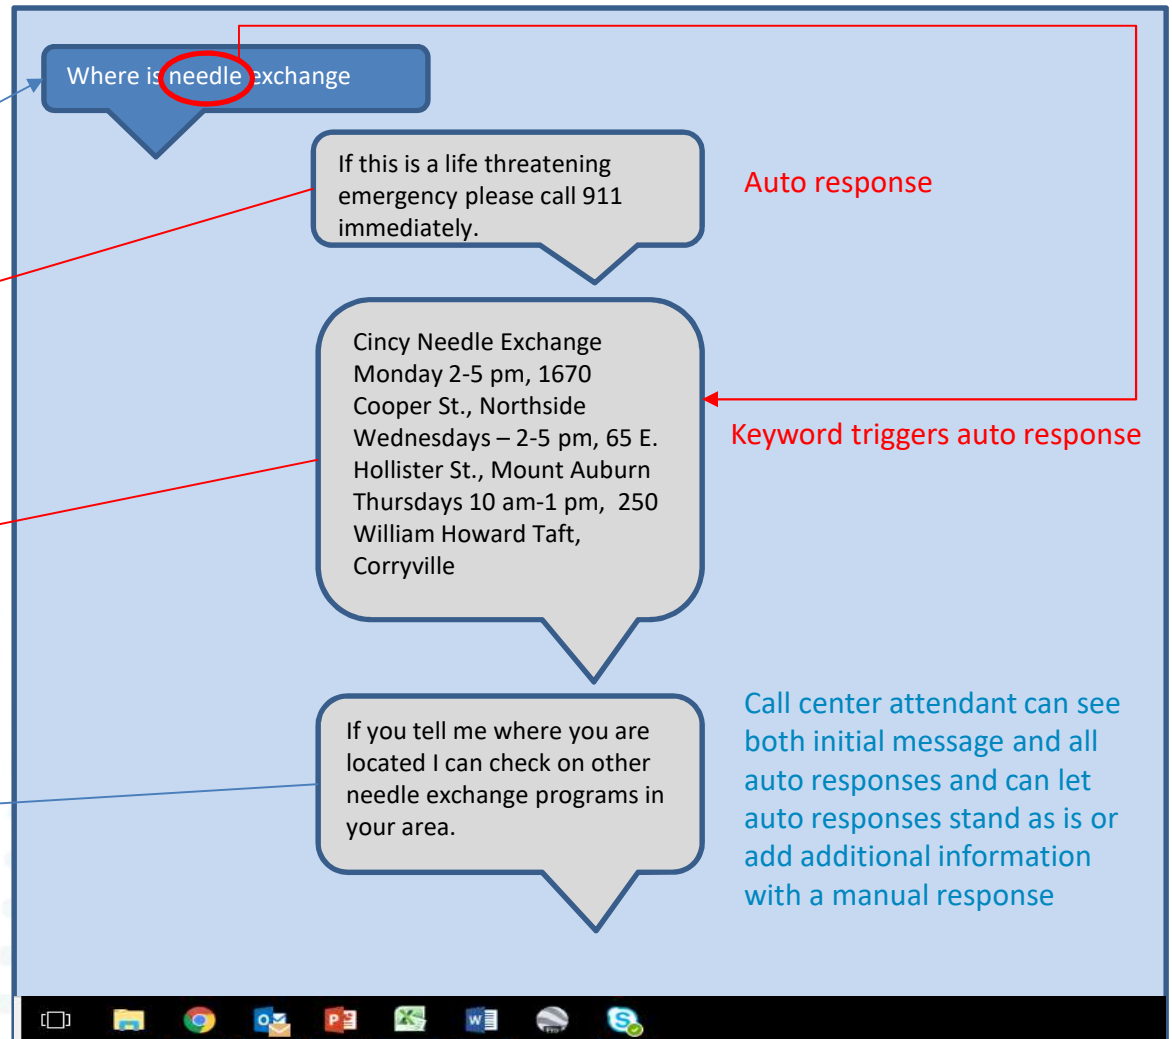 Where is needle exchange
If this is a life threatening
emergency please call 911
immediately.
Auto response
Cincy Needle Exchange
Monday 2-5 pm, 1670
Cooper St., Northside
Wednesdays – 2-5 pm, 65 E.
Hollister St., Mount Auburn
Thursdays 10 am-1 pm, 250
William Howard Taft,
Corryville
Keyword triggers auto response
If you tell me where you are
located I can check on other
needle exchange programs in
your area.
Call center attendant can see
both initial message and all
auto responses and can let
auto responses stand as is or
add additional information
with a manual response